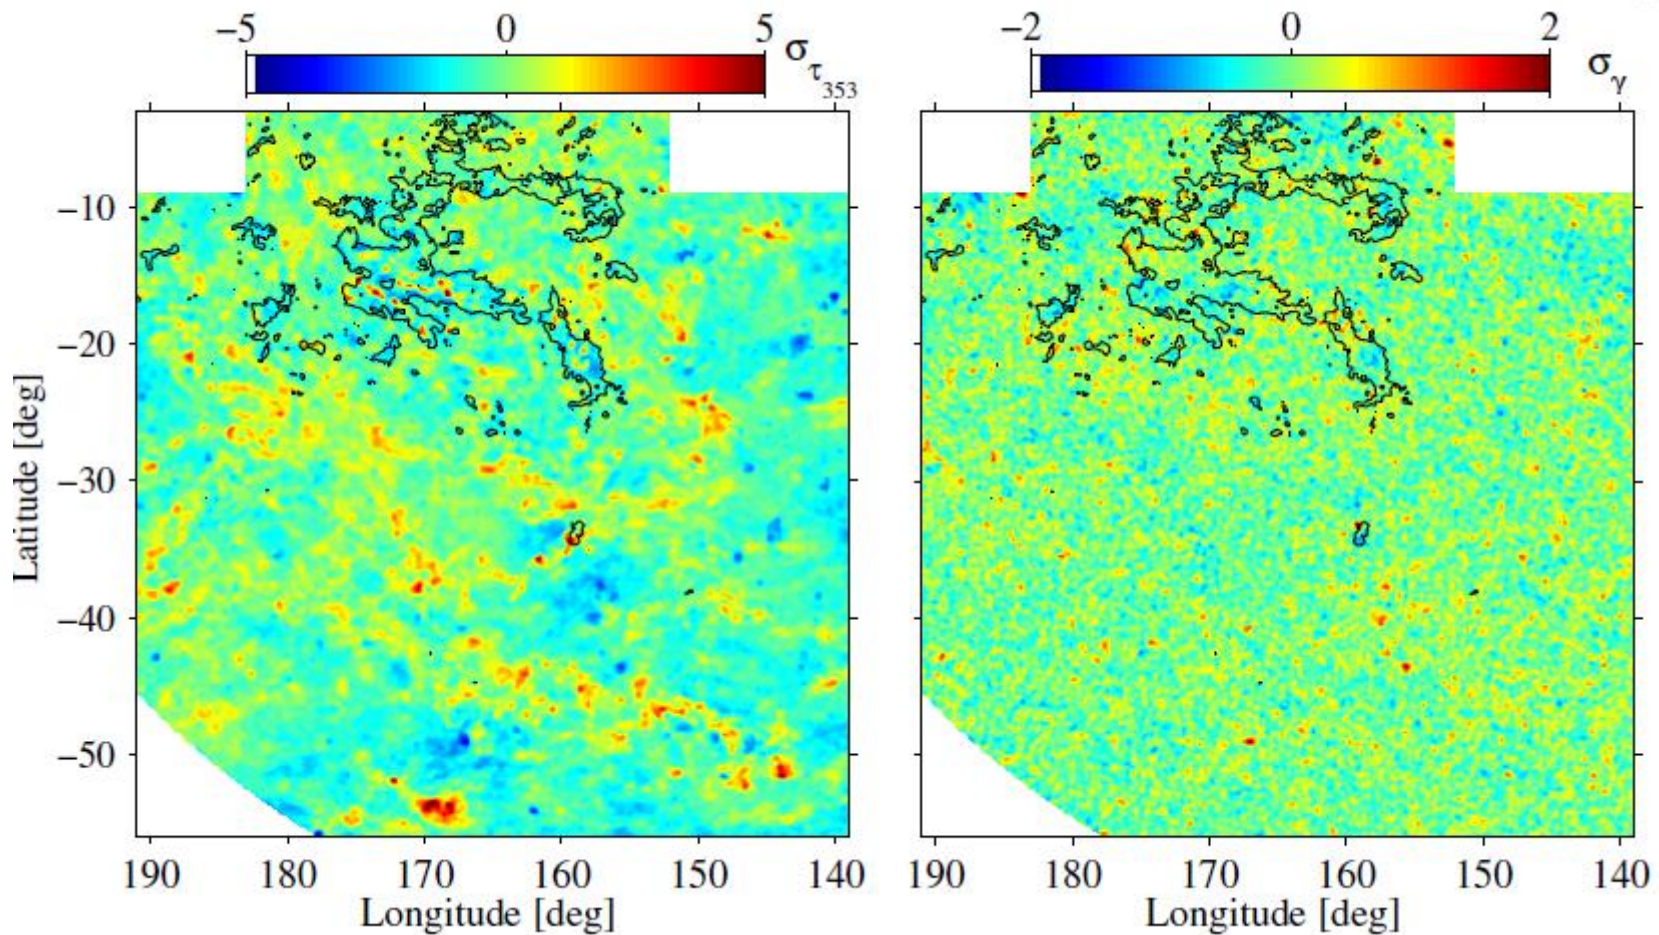 −5 0 5 στ353
−2 0 2 σγ
−10
−20
−30
−40
−50
Latitude [deg]
190 180 170 160 150 140
Longitude [deg]
190 180 170 160 150 140
Longitude [deg]